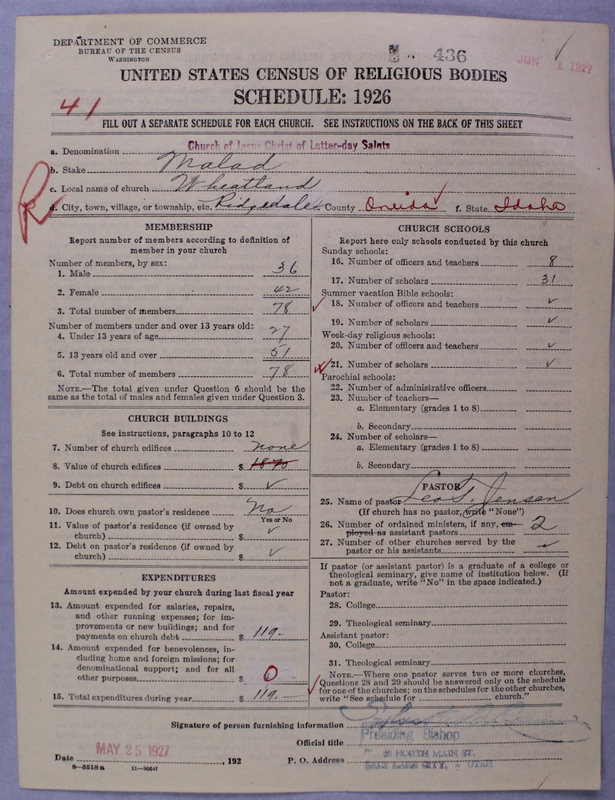 DEPARTMENT OF COMMERCE
BUREAU OF THE CENSUS
WASHINGTON
436
JUN 1 1927
UNITED STATES CENSUS OF RELIGIOUS BODIES
SCHEDULE: 1926
41
FILL OUT A SEPARATE SCHEDULE FOR EACH CHURCH. SEE INSTRUCTIONS ON THE BACK OF THIS SHEET
a. Denomination Church of Jesus Christ of Latter-day Saints
b. Stake Malad
c. Local name of church Wheatland
d. City, town, village, or township, etc. Ridgedale e. County Oneida f. State Idaho
R
MEMBERSHIP
Report number of members according to definition of
member in your church
Number of members, by sex:
1. Male 36
2. Female 42
3. Total number of members 78
Number of members under and over 13 years old:
4. Under 13 years of age 27
5. 13 years old and over 51
6. Total number of members 78
NOTE.—The total given under Question 6 should be
same as the total of males and females given under Question 3.
CHURCH BUILDINGS
See instructions, paragraphs 10 to 12
7. Number of church edifices none
8. Value of church edifices $
9. Debt on church edifices $ ✓
10. Does church own pastor's residence No
Yes or No
11. Value of pastor's residence (if owned by
church) $ ✓
12. Debt on pastor's residence (if owned by
church) $ ✓
EXPENDITURES
Amount expended by your church during last fiscal year
13. Amount expended for salaries, repairs,
and other running expenses; for im-
provements or new buildings; and for
payments on church debt $ 119.-
14. Amount expended for benevolences, in-
cluding home and foreign missions; for
denominational support; and for all
other purposes $ 0
15. Total expenditures during year $ 119.-
CHURCH SCHOOLS
Report here only schools conducted by this church
Sunday schools:
16. Number of officers and teachers 8
17. Number of scholars 31
Summer vacation Bible schools:
18. Number of officers and teachers ✓
19. Number of scholars ✓
Week-day religious schools:
20. Number of officers and teachers ✓
21. Number of scholars ✓
Parochial schools:
22. Number of administrative officers
23. Number of teachers—
a. Elementary (grades 1 to 8)
b. Secondary
24. Number of scholars—
a. Elementary (grades 1 to 8)
b. Secondary
PASTOR
25. Name of pastor Leo T. Jensen
(If church has no pastor, write "None")
26. Number of ordained ministers, if any, em-
ployed as assistant pastors 2
27. Number of other churches served by the
pastor or his assistants ✓
If pastor (or assistant pastor) is a graduate of a college or
theological seminary, give name of institution below. (If
not a graduate, write "No" in the space indicated.)
Pastor:
28. College
29. Theological seminary
Assistant pastor:
30. College
31. Theological seminary
NOTE.—Where one pastor serves two or more churches,
Questions 28 and 29 should be answered only on the schedule
for one of the churches; on the schedules for the other churches,
write "See schedule for church."
Signature of person furnishing information
Official title Presiding Bishop
Date MAY 25 1927, 192 P. O. Address 40 NORTH MAIN ST.
SALT LAKE CITY, UTAH
8—5518a 11—9064f